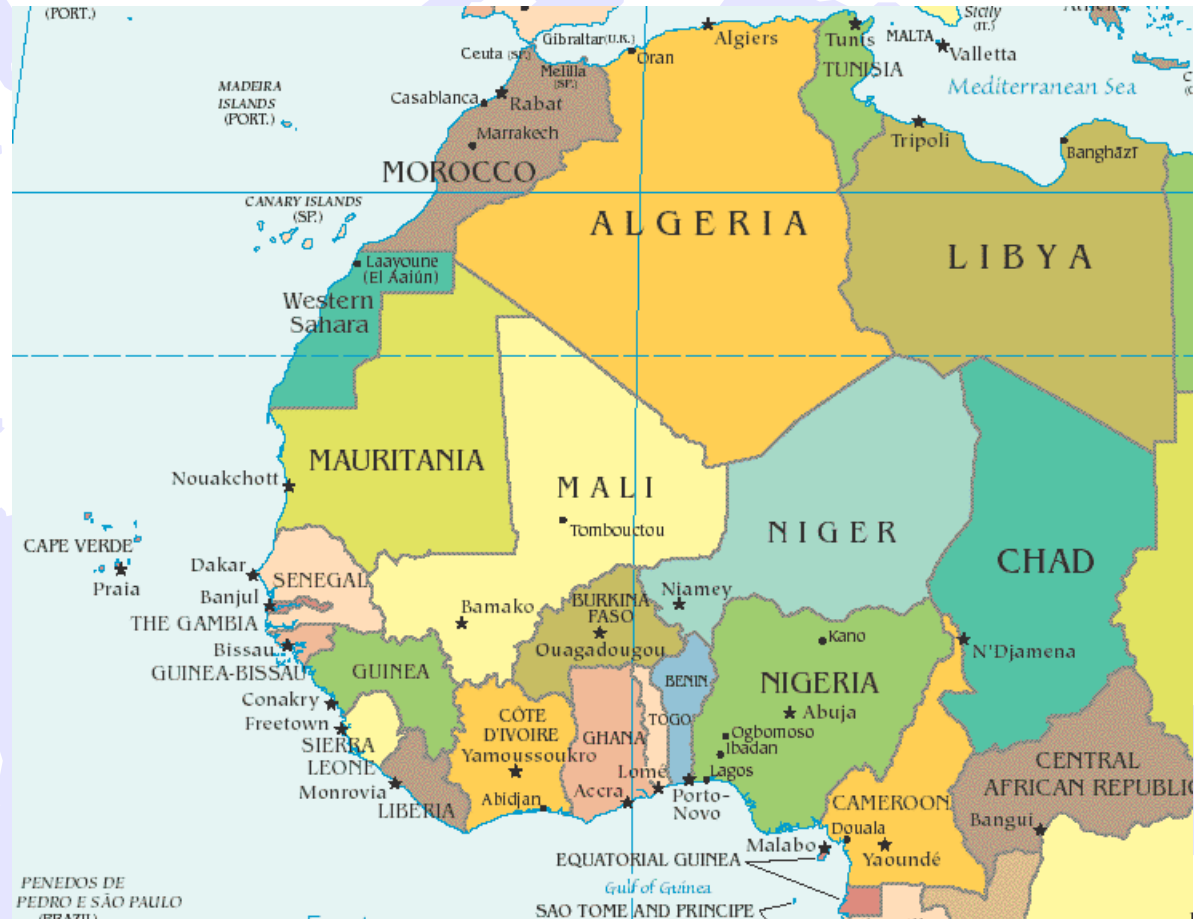 (PORT.)
Sicily
(IT.)
Gibraltar (U.K.)
Algiers
Tunis
MALTA
Ceuta (SP.)
Oran
Valletta
Melilla
(SP.)
TUNISIA
MADEIRA
ISLANDS
(PORT.)
Mediterranean Sea
Casablanca
Rabat
Marrakech
Tripoli
Banghāzī
MOROCCO
CANARY ISLANDS
(SP.)
ALGERIA
LIBYA
Laayoune
(El Aaiún)
Western
Sahara
MAURITANIA
Nouakchott
MALI
Tombouctou
NIGER
CAPE VERDE
Praia
CHAD
Dakar
SENEGAL
Banjul
THE GAMBIA
Bamako
BURKINA
FASO
Niamey
Ouagadougou
Kano
N'Djamena
Bissau
GUINEA-BISSAU
GUINEA
BENIN
NIGERIA
Abuja
Conakry
Freetown
SIERRA
LEONE
CÔTE
D'IVOIRE
Yamoussoukro
GHANA
TOGO
Ogbomoso
Ibadan
Lagos
Lomé
Monrovia
LIBERIA
Abidjan
Accra
Porto-
Novo
CENTRAL
AFRICAN REPUBLIC
CAMEROON
Bangui
Douala
Malabo
Yaoundé
EQUATORIAL GUINEA
Gulf of Guinea
SAO TOME AND PRINCIPE
PENEDOS DE
PEDRO E SÃO PAULO
(BRAZIL)